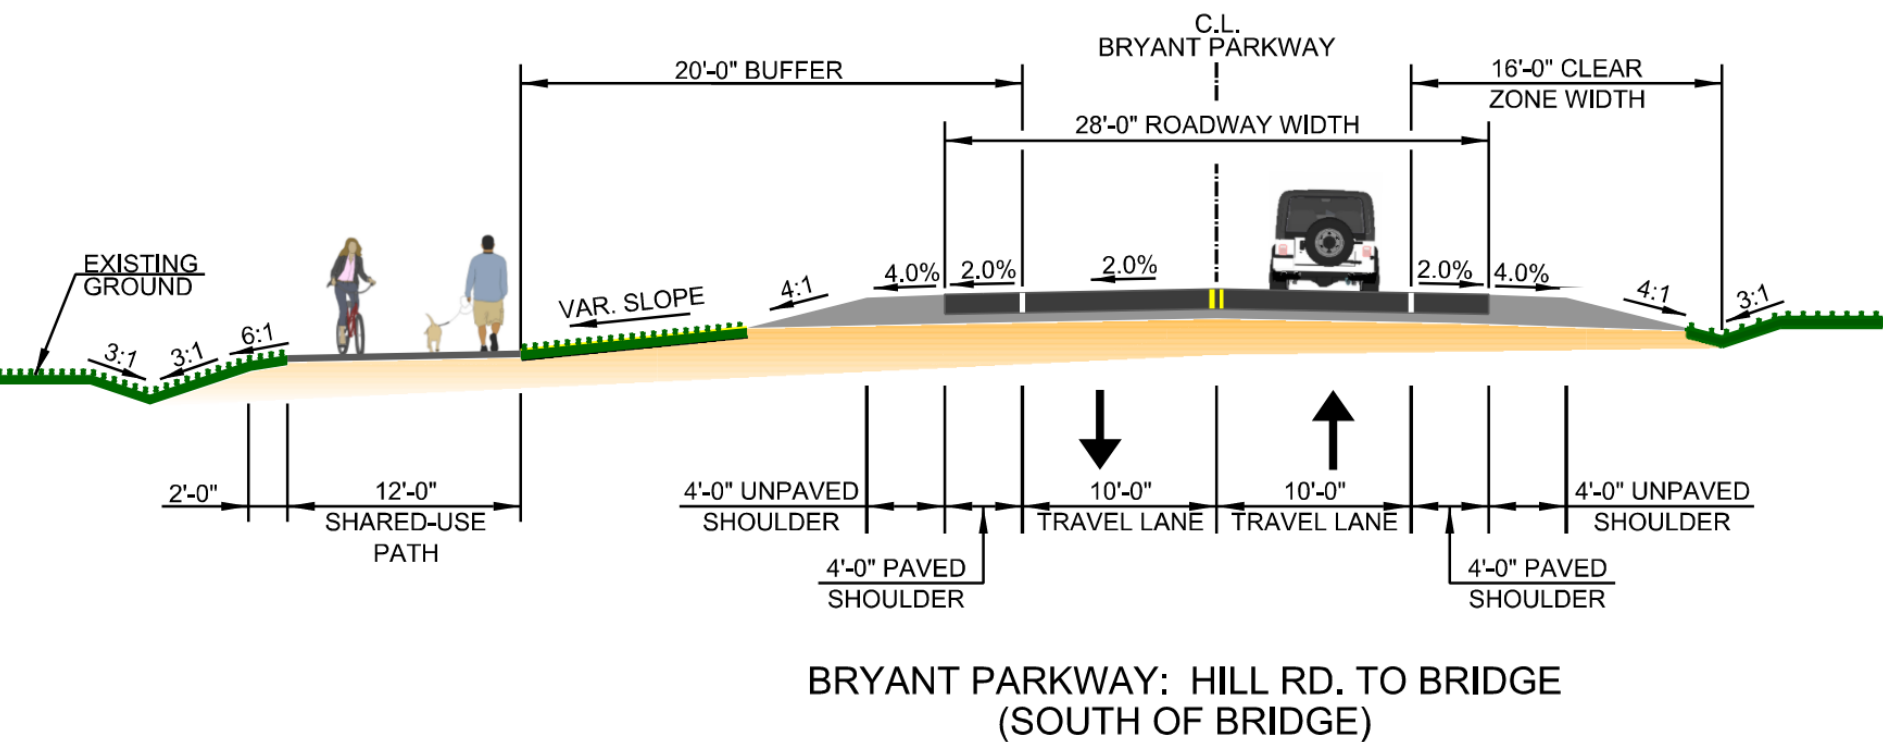 C.L.
BRYANT PARKWAY
20'-0" BUFFER
16'-0" CLEAR
ZONE WIDTH
28'-0" ROADWAY WIDTH
EXISTING
GROUND
VAR. SLOPE
4:1
4.0%
2.0%
2.0%
2.0%
4.0%
4:1
3:1
3:1
3:1
6:1
2'-0"
12'-0"
SHARED-USE
PATH
4'-0" UNPAVED
SHOULDER
10'-0"
TRAVEL LANE
10'-0"
TRAVEL LANE
4'-0" UNPAVED
SHOULDER
4'-0" PAVED
SHOULDER
4'-0" PAVED
SHOULDER
BRYANT PARKWAY: HILL RD. TO BRIDGE
(SOUTH OF BRIDGE)